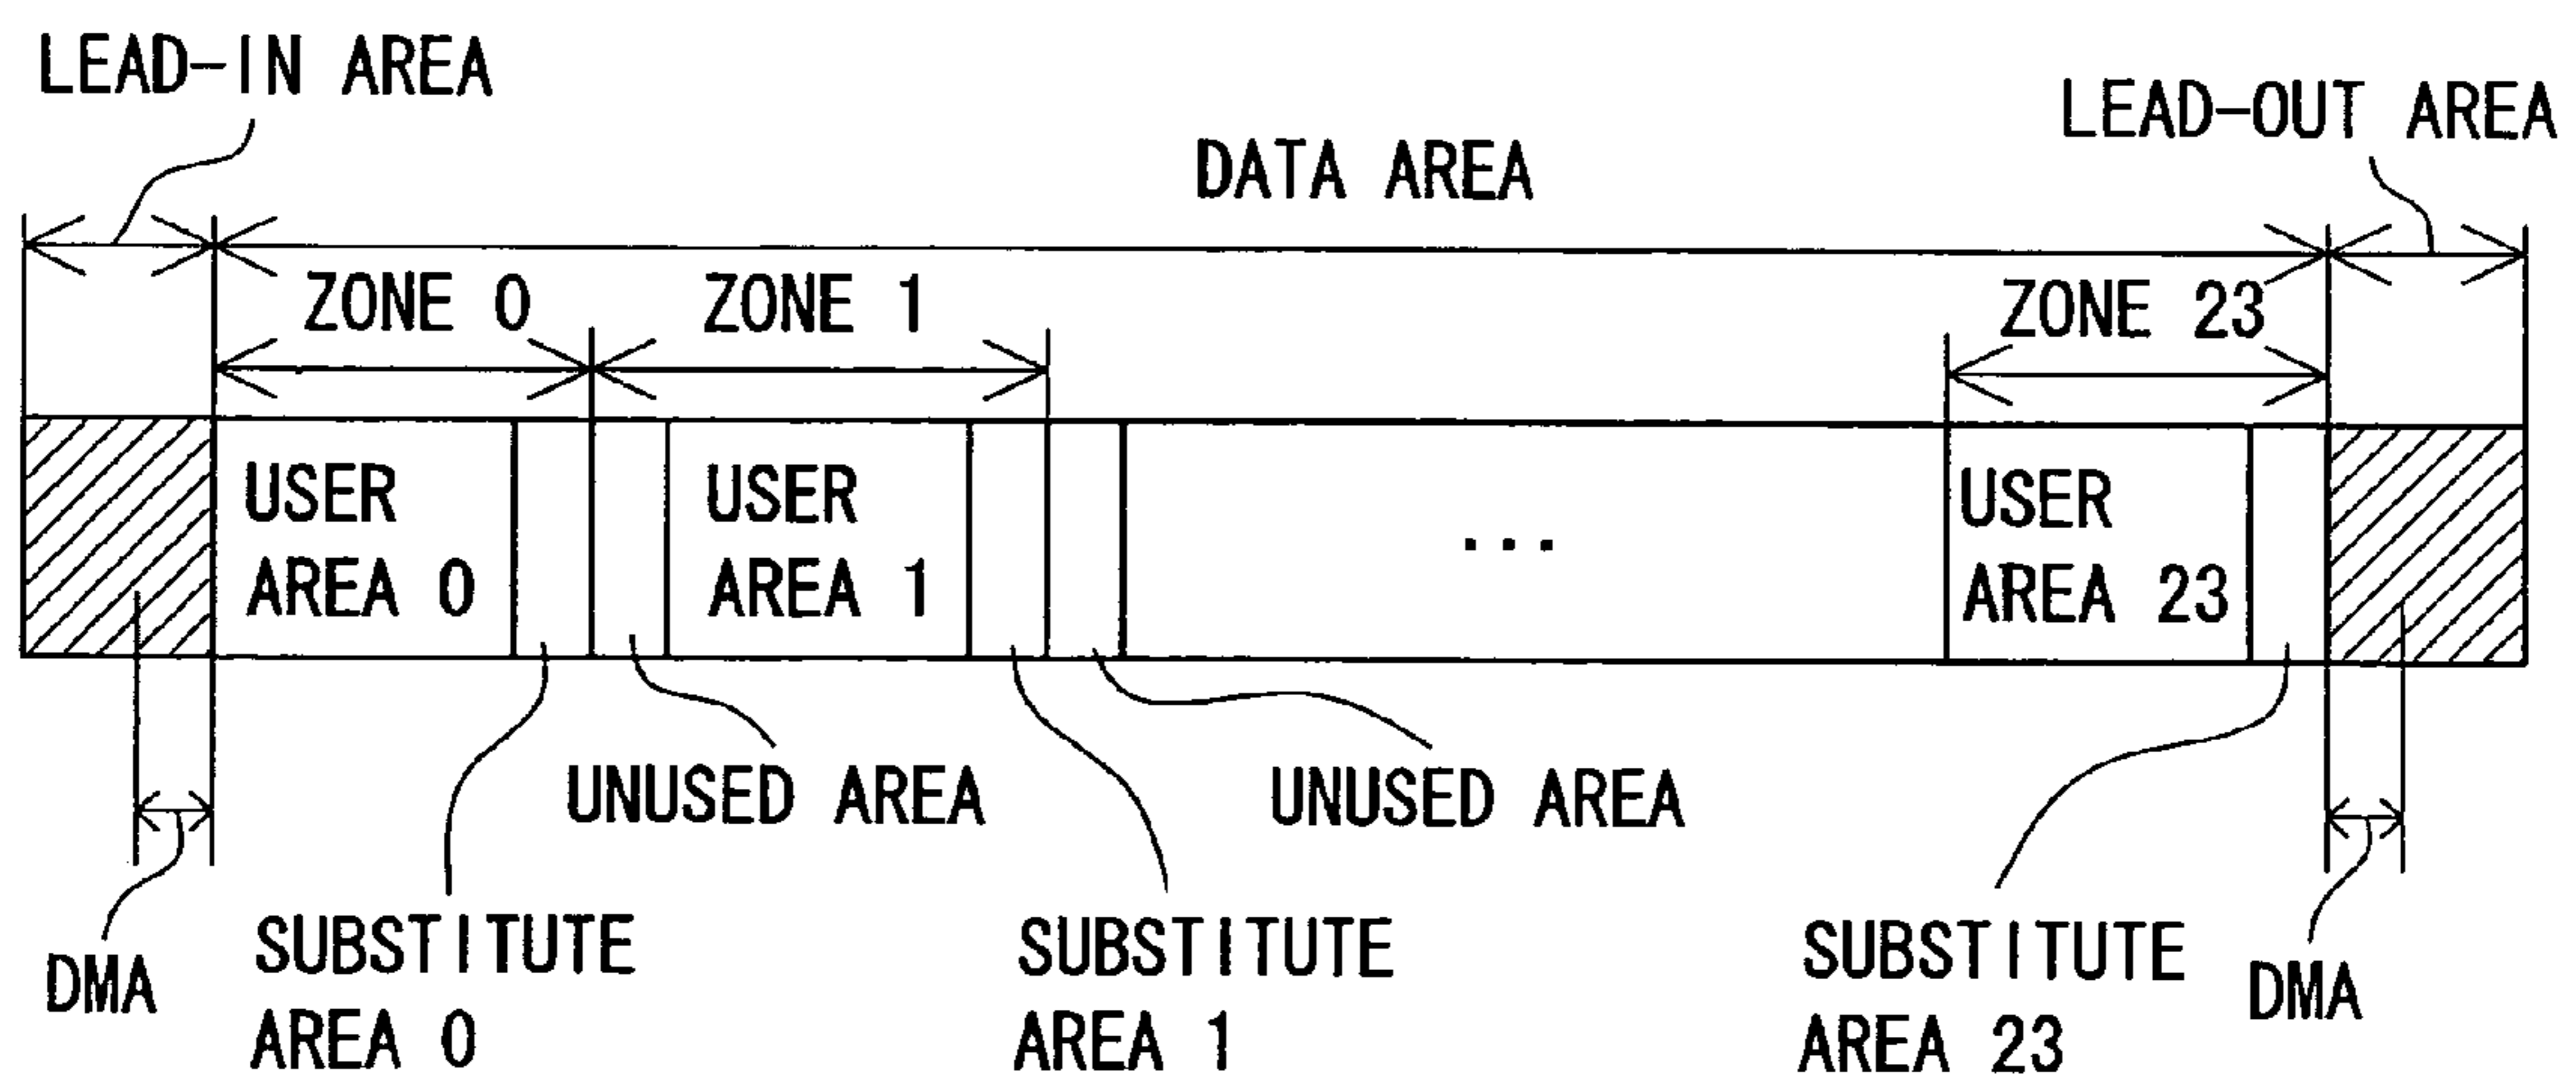 LEAD-IN AREA
LEAD-OUT AREA
DATA AREA
ZONE 0
ZONE 1
ZONE 23
USER
AREA 0
USER
AREA 1
...
USER
AREA 23
UNUSED AREA
UNUSED AREA
DMA
SUBSTITUTE
AREA 0
SUBSTITUTE
AREA 1
SUBSTITUTE
AREA 23
DMA